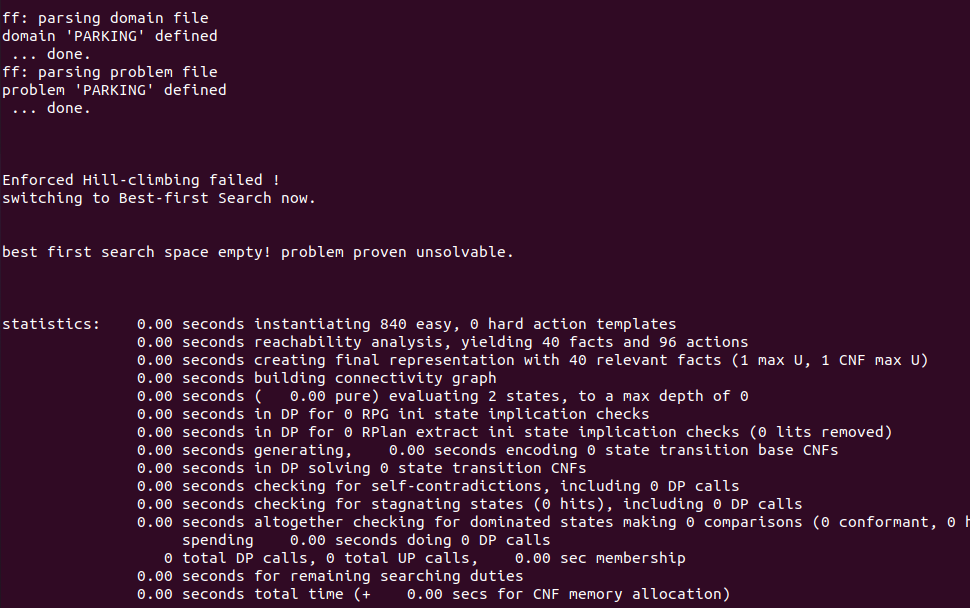 ff: parsing domain file
domain 'PARKING' defined
 ... done.
ff: parsing problem file
problem 'PARKING' defined
 ... done.
Enforced Hill-climbing failed !
switching to Best-first Search now.
best first search space empty! problem proven unsolvable.
statistics:    0.00 seconds instantiating 840 easy, 0 hard action templates
               0.00 seconds reachability analysis, yielding 40 facts and 96 actions
               0.00 seconds creating final representation with 40 relevant facts (1 max U, 1 CNF max U)
               0.00 seconds building connectivity graph
               0.00 seconds (   0.00 pure) evaluating 2 states, to a max depth of 0
               0.00 seconds in DP for 0 RPG ini state implication checks
               0.00 seconds in DP for 0 RPlan extract ini state implication checks (0 lits removed)
               0.00 seconds generating,    0.00 seconds encoding 0 state transition base CNFs
               0.00 seconds in DP solving 0 state transition CNFs
               0.00 seconds checking for self-contradictions, including 0 DP calls
               0.00 seconds checking for stagnating states (0 hits), including 0 DP calls
               0.00 seconds altogether checking for dominated states making 0 comparisons (0 conformant, 0
                    spending    0.00 seconds doing 0 DP calls
                  0 total DP calls, 0 total UP calls,    0.00 sec membership
               0.00 seconds for remaining searching duties
               0.00 seconds total time (+    0.00 secs for CNF memory allocation)